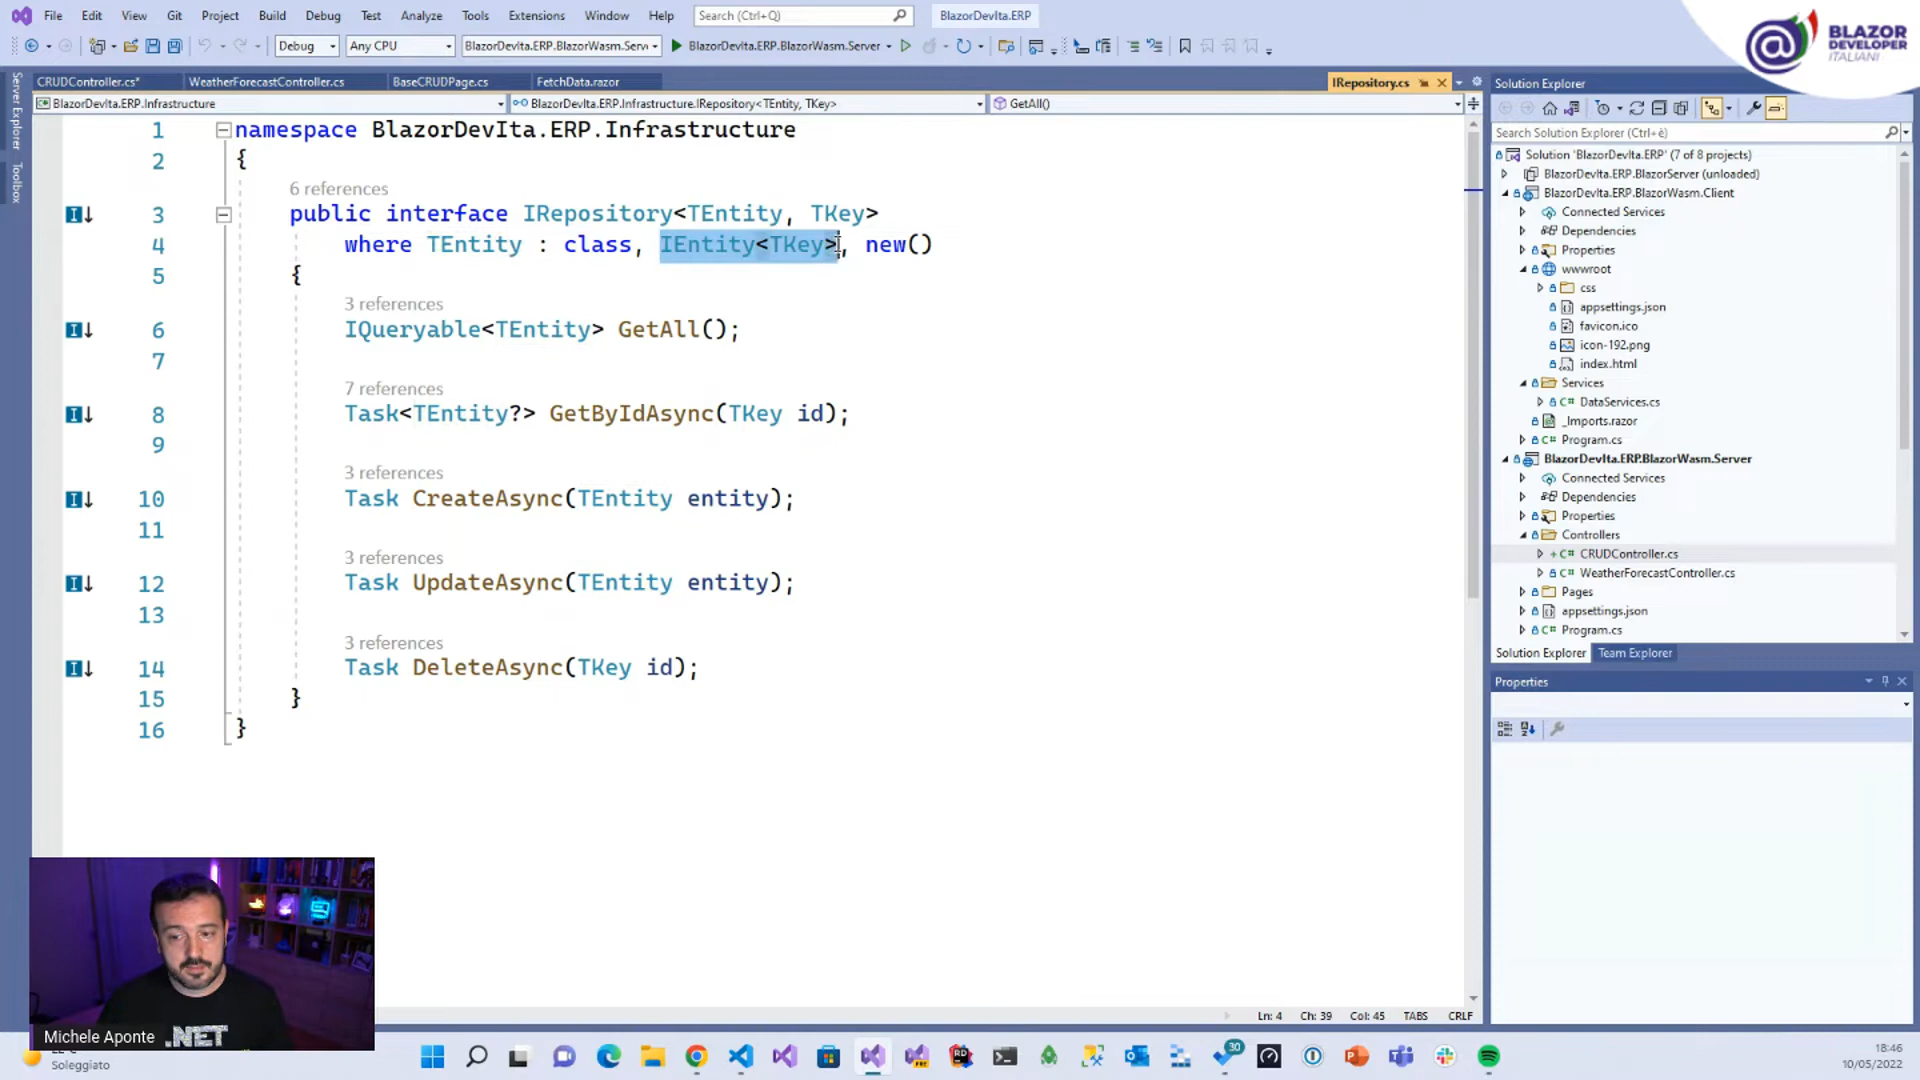 File Edit View Git Project Build Debug Test Analyze Tools Extensions Window Help Search (Ctrl+Q) BlazorDevIta.ERP
BLAZOR
DEVELOPER
ITALIANI
Debug Any CPU BlazorDevIta.ERP.BlazorWasm.Serv BlazorDevIta.ERP.BlazorWasm.Server
CRUDController.cs* WeatherForecastController.cs BaseCRUDPage.cs FetchData.razor IRepository.cs
BlazorDevIta.ERP.Infrastructure BlazorDevIta.ERP.Infrastructure.IRepository<TEntity, TKey> GetAll()
Server Explorer
Toolbox
1 namespace BlazorDevIta.ERP.Infrastructure
2 {
6 references
3 public interface IRepository<TEntity, TKey>
4 where TEntity : class, IEntity<TKey>, new()
5 {
3 references
6 IQueryable<TEntity> GetAll();
7
7 references
8 Task<TEntity?> GetByIdAsync(TKey id);
9
3 references
10 Task CreateAsync(TEntity entity);
11
3 references
12 Task UpdateAsync(TEntity entity);
13
3 references
14 Task DeleteAsync(TKey id);
15 }
16 }
Solution Explorer
Search Solution Explorer (Ctrl+è)
Solution 'BlazorDevIta.ERP' (7 of 8 projects)
BlazorDevIta.ERP.BlazorServer (unloaded)
BlazorDevIta.ERP.BlazorWasm.Client
Connected Services
Dependencies
Properties
wwwroot
css
appsettings.json
favicon.ico
icon-192.png
index.html
Services
C# DataServices.cs
_Imports.razor
C# Program.cs
BlazorDevIta.ERP.BlazorWasm.Server
Connected Services
Dependencies
Properties
Controllers
C# CRUDController.cs
C# WeatherForecastController.cs
Pages
appsettings.json
C# Program.cs
Solution Explorer Team Explorer
Properties
Ln: 4 Ch: 39 Col: 45 TABS CRLF
Michele Aponte
.NET
Soleggiato
30
18:46
10/05/2022